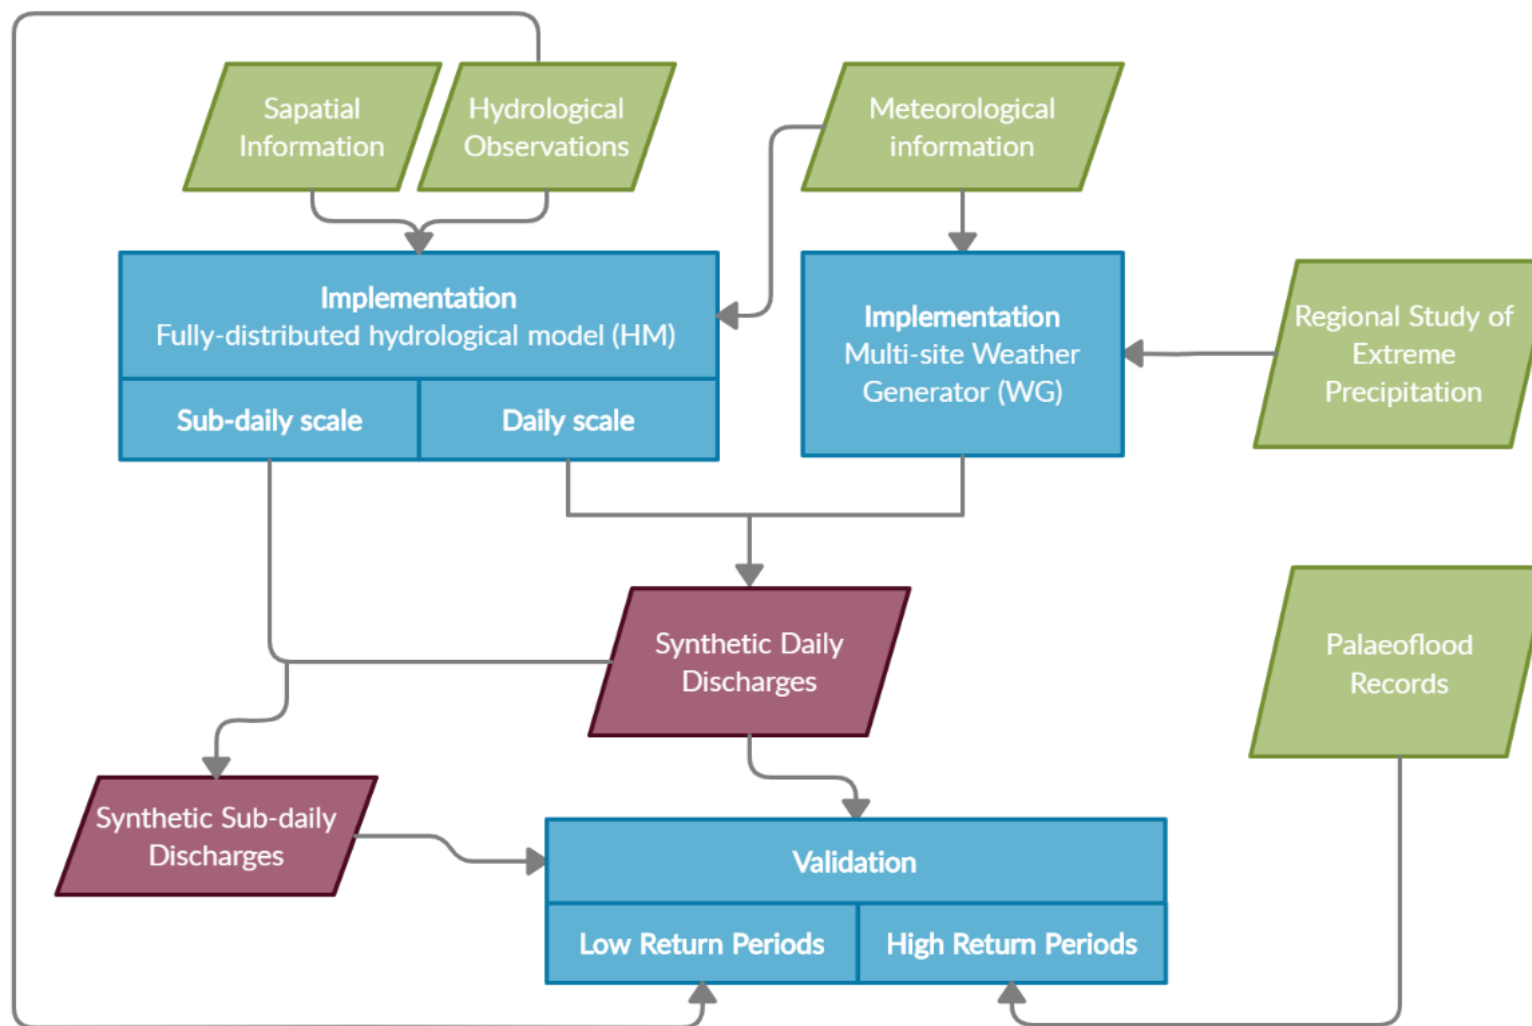 Sapatial
Information
Hydrological
Observations
Meteorological
information
Implementation
Fully-distributed hydrological model (HM)
Sub-daily scale
Daily scale
Implementation
Multi-site Weather
Generator (WG)
Regional Study of
Extreme
Precipitation
Synthetic Daily
Discharges
Palaeoflood
Records
Synthetic Sub-daily
Discharges
Validation
Low Return Periods
High Return Periods